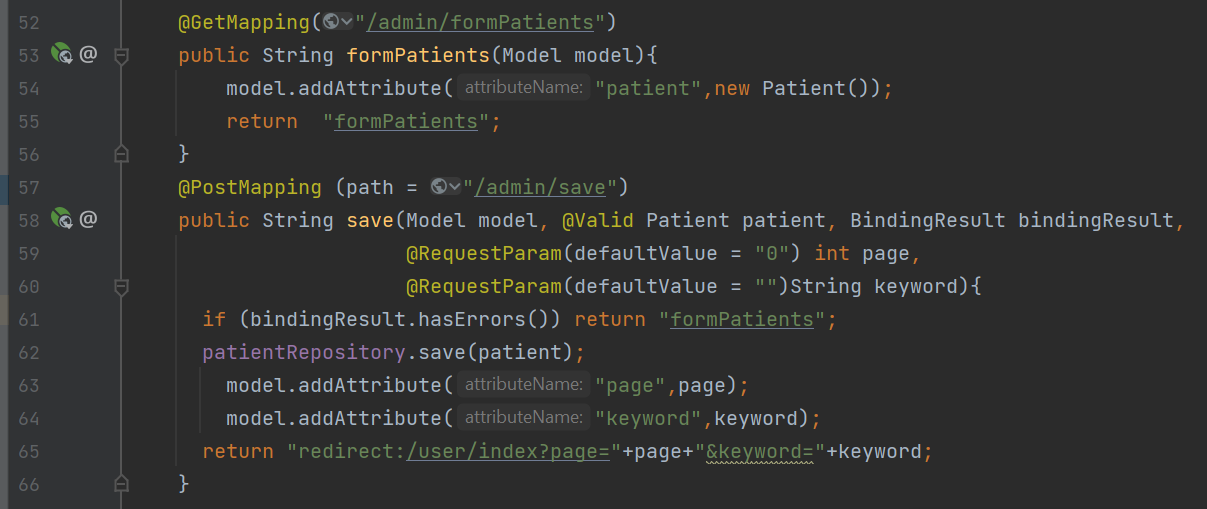 52 @GetMapping("/admin/formPatients")
53 @ public String formPatients(Model model){
54 model.addAttribute( attributeName: "patient",new Patient());
55 return  "formPatients";
56 }
57 @PostMapping (path = "/admin/save")
58 @ public String save(Model model, @Valid Patient patient, BindingResult bindingResult,
59 @RequestParam(defaultValue = "0") int page,
60 @RequestParam(defaultValue = "")String keyword){
61 if (bindingResult.hasErrors()) return "formPatients";
62 patientRepository.save(patient);
63 model.addAttribute( attributeName: "page",page);
64 model.addAttribute( attributeName: "keyword",keyword);
65 return "redirect:/user/index?page="+page+"&keyword="+keyword;
66 }